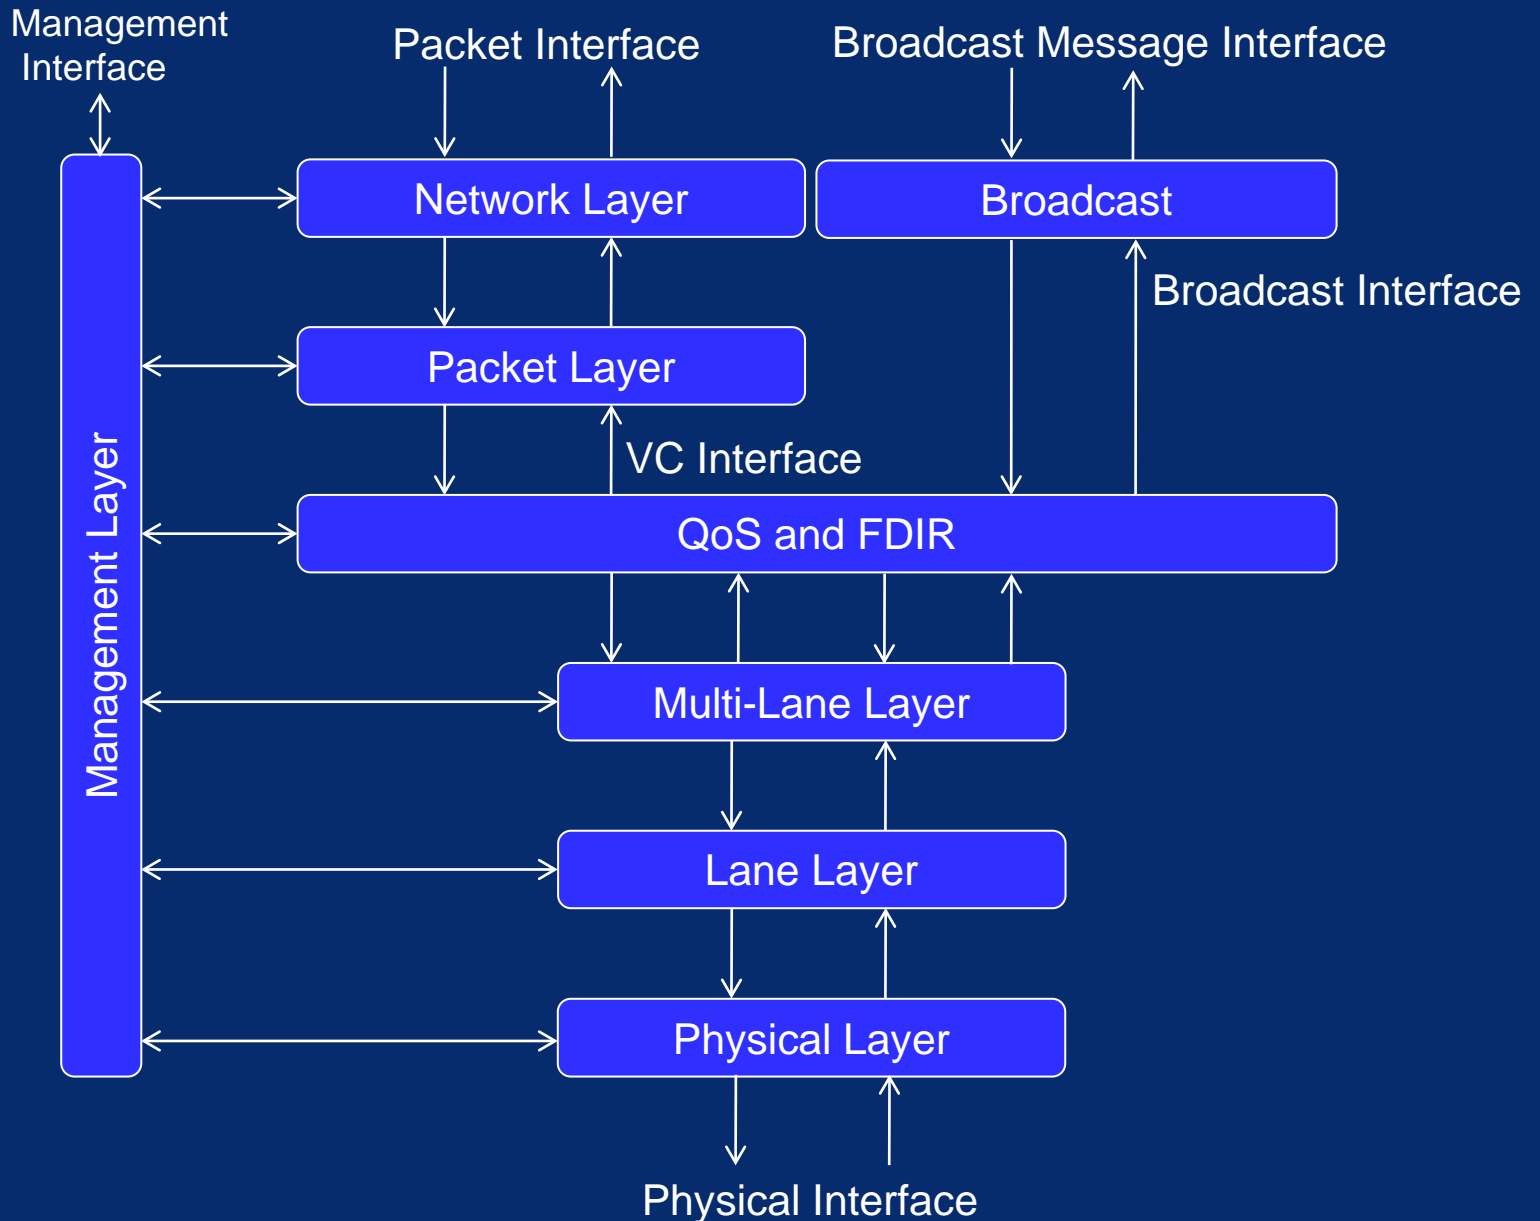 Management
Interface
Packet Interface
Broadcast Message Interface
Network Layer
Broadcast
Broadcast Interface
Packet Layer
VC Interface
QoS and FDIR
Management Layer
Multi-Lane Layer
Lane Layer
Physical Layer
Physical Interface